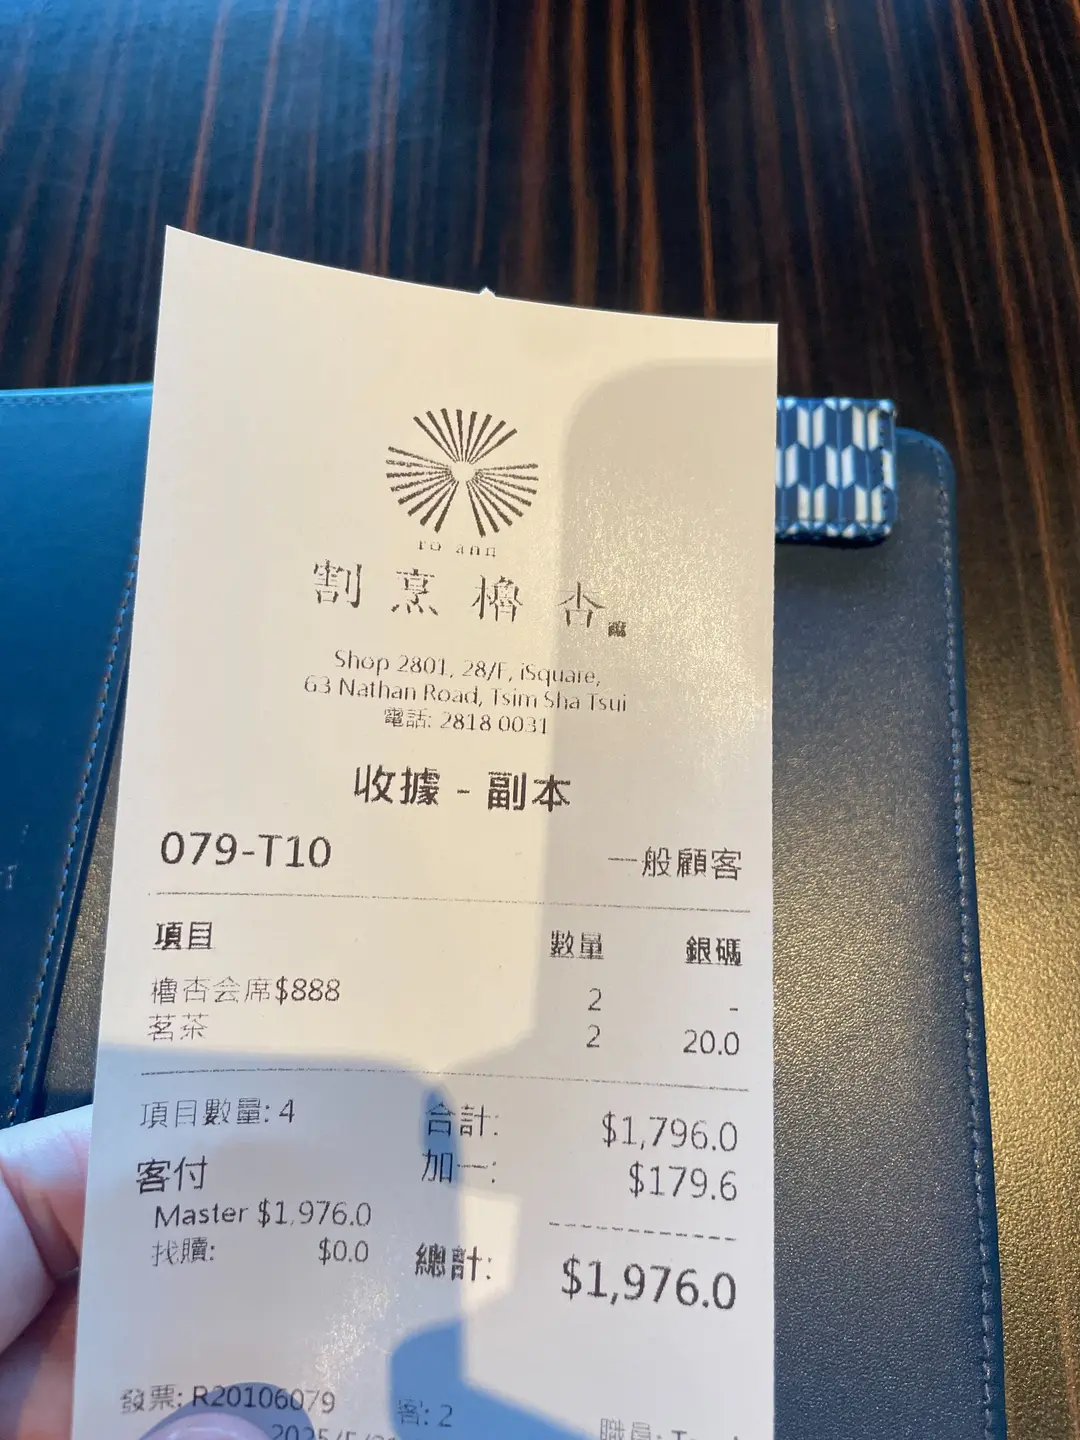 ro ann
割烹櫓杏
Shop 2801, 28/F, iSquare,
63 Nathan Road, Tsim Sha Tsui
電話: 2818 0031
收據 - 副本
079-T10 一般顧客
項目 數量 銀碼
櫓杏会席$888 2 -
茗茶 2 20.0
項目數量: 4 合計: $1,796.0
客付 加一: $179.6
Master $1,976.0
找贖: $0.0 總計: $1,976.0
發票: R20106079 客: 2
職員: